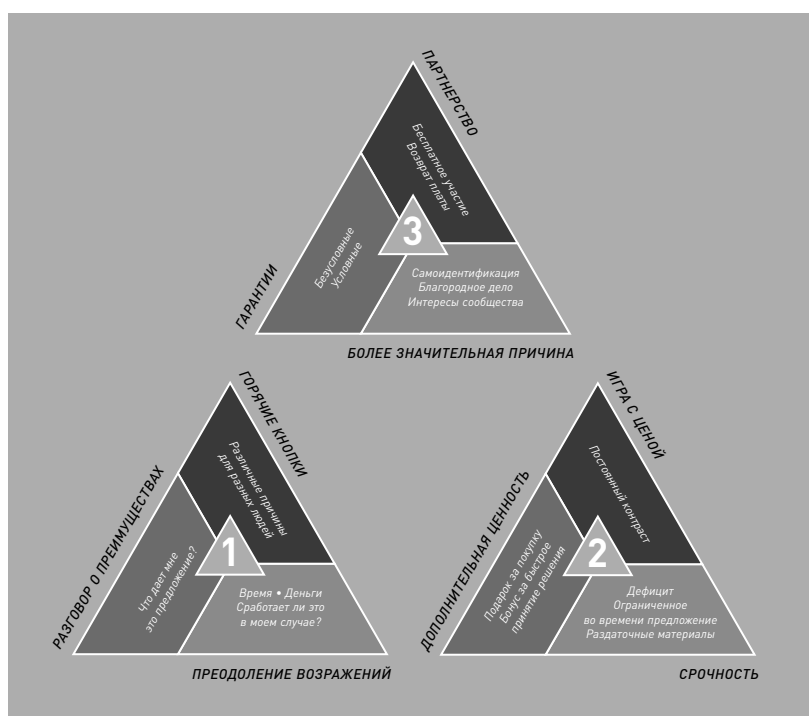 ПАРТНЕРСТВО
Бесплатное участие
Возврат платы
ГАРАНТИИ
Безусловные
Условные
3
Самоидентификация
Благородное дело
Интересы сообщества
БОЛЕЕ ЗНАЧИТЕЛЬНАЯ ПРИЧИНА
ГОРЯЧИЕ КНОПКИ
Различные причины
для разных людей
РАЗГОВОР О ПРЕИМУЩЕСТВАХ
Что дает мне
это предложение?
1
Время • Деньги
Сработает ли это
в моем случае?
ПРЕОДОЛЕНИЕ ВОЗРАЖЕНИЙ
ИГРА С ЦЕНОЙ
Постоянный контраст
ДОПОЛНИТЕЛЬНАЯ ЦЕННОСТЬ
Подарок за покупку
Бонус за быстрое
принятие решения
2
Дефицит
Ограниченное
во времени предложение
Раздаточные материалы
СРОЧНОСТЬ